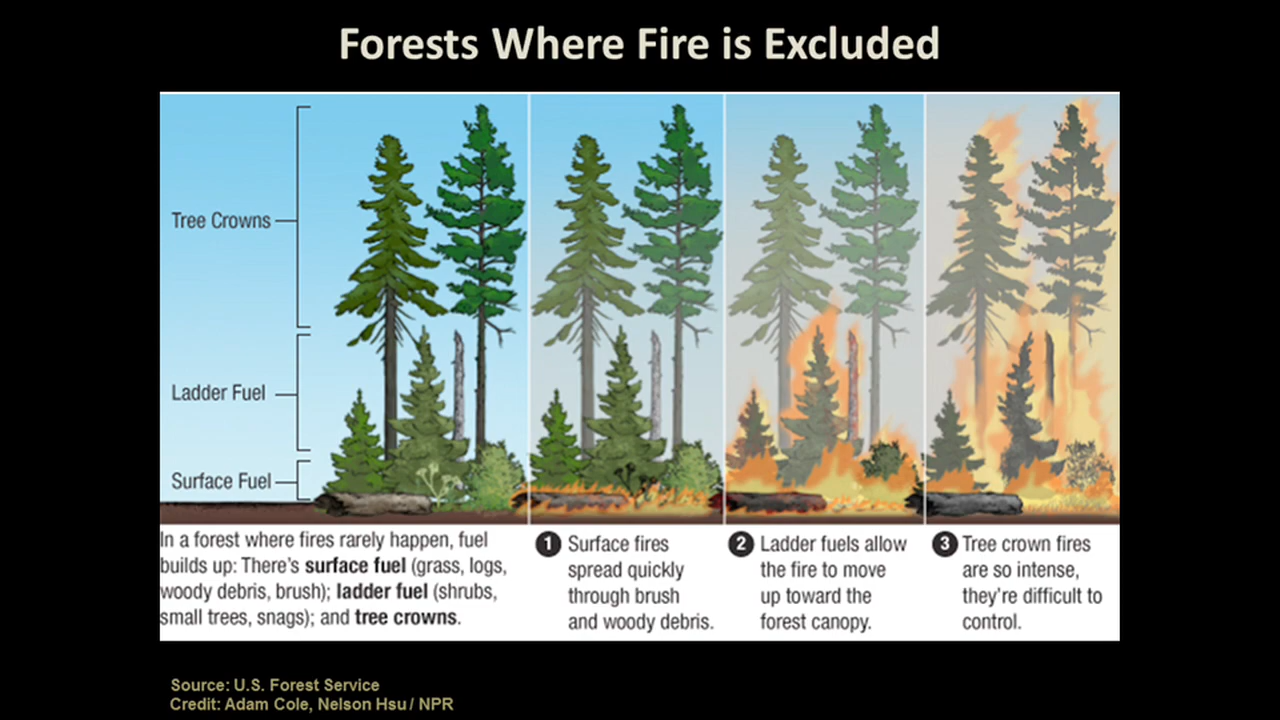 Forests Where Fire is Excluded
Tree Crowns
Ladder Fuel
Surface Fuel
In a forest where fires rarely happen, fuel
builds up: There's surface fuel (grass, logs,
woody debris, brush); ladder fuel (shrubs,
small trees, snags); and tree crowns.
1 Surface fires
spread quickly
through brush
and woody debris.
2 Ladder fuels allow
the fire to move
up toward the
forest canopy.
3 Tree crown fires
are so intense,
they're difficult to
control.
Source: U.S. Forest Service
Credit: Adam Cole, Nelson Hsu / NPR